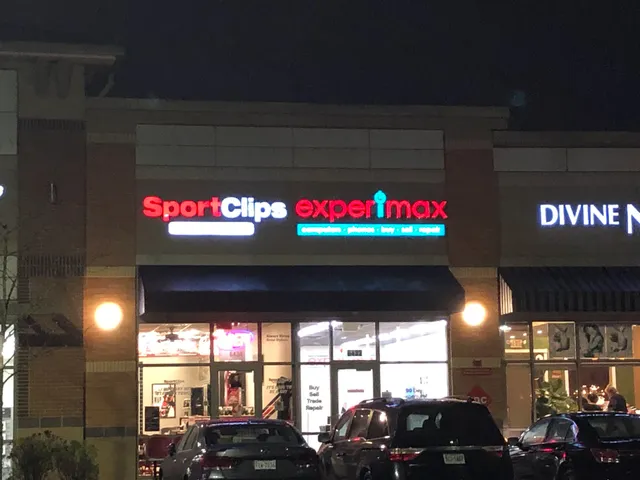 SportClips
experimax
computers · phones · buy · sell · repair
DIVINE N
Buy
Sell
Trade
Repair